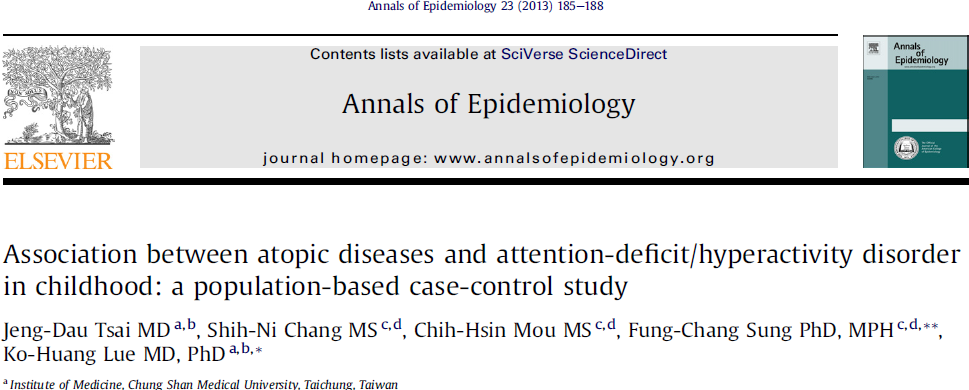 Annals of Epidemiology 23 (2013) 185–188
Contents lists available at SciVerse ScienceDirect
Annals of Epidemiology
journal homepage: www.annalsofepidemiology.org
ELSEVIER
Annals of
Epidemiology
Association between atopic diseases and attention-deficit/hyperactivity disorder
in childhood: a population-based case-control study
Jeng-Dau Tsai MD a,b, Shih-Ni Chang MS c,d, Chih-Hsin Mou MS c,d, Fung-Chang Sung PhD, MPH c,d,**,
Ko-Huang Lue MD, PhD a,b,*
a Institute of Medicine, Chung Shan Medical University, Taichung, Taiwan